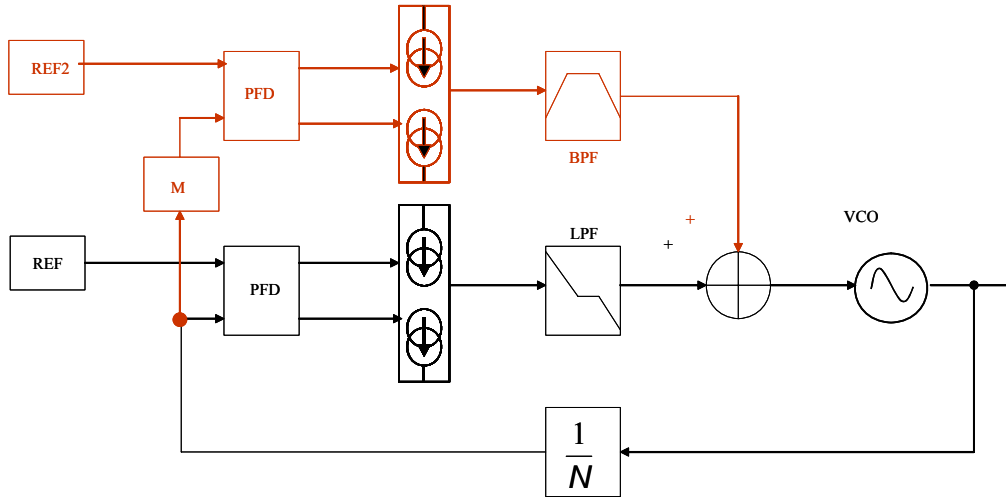 REF2
PFD
M
BPF
+
+
LPF
VCO
REF
PFD
1
N